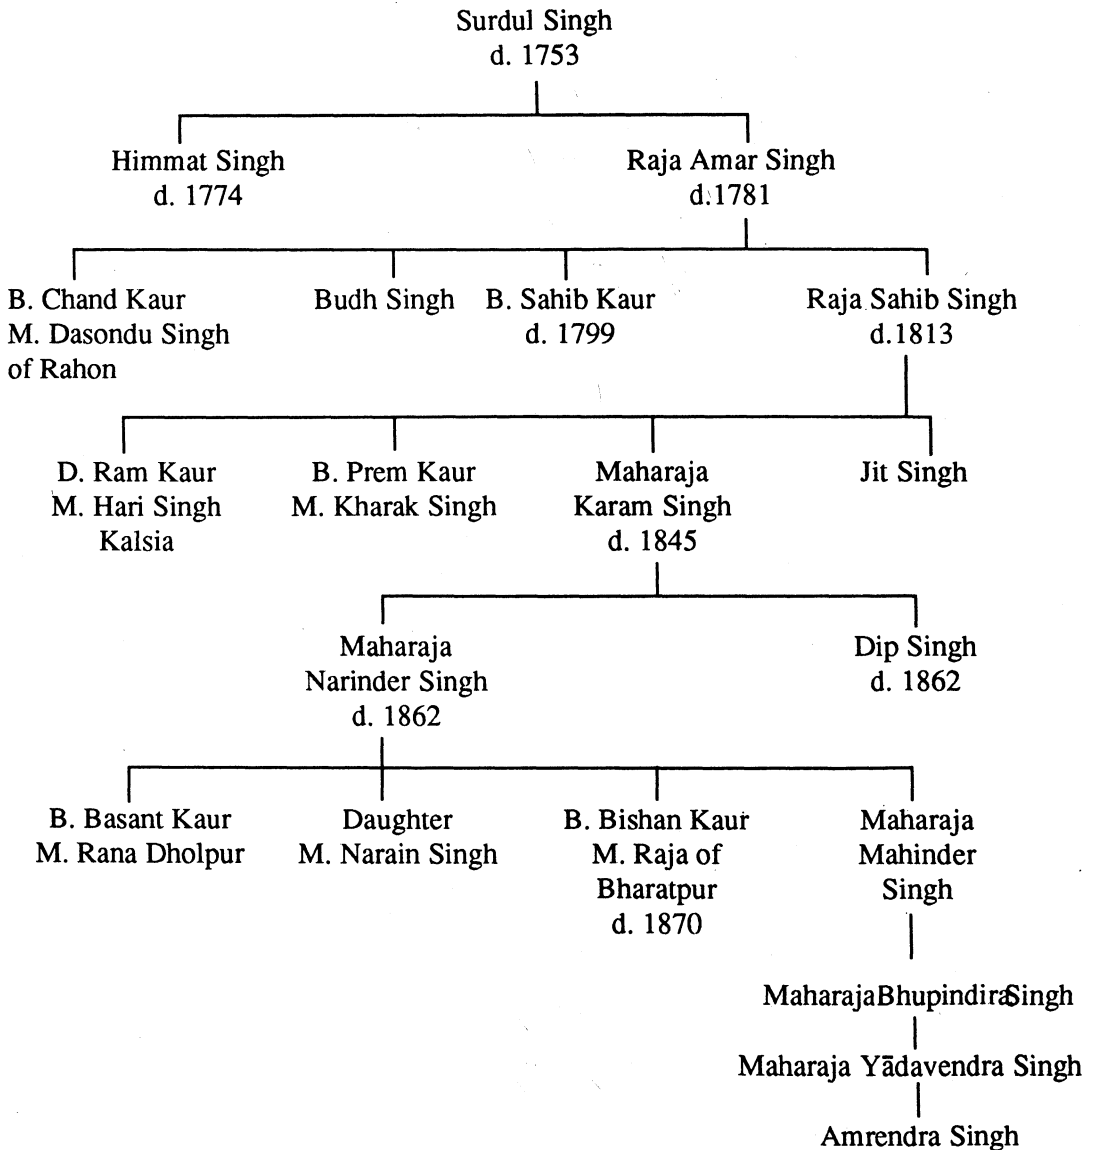 Surdul Singh
d. 1753
Himmat Singh
d. 1774
Raja Amar Singh
d.1781
B. Chand Kaur
M. Dasondu Singh
of Rahon
Budh Singh
B. Sahib Kaur
d. 1799
Raja Sahib Singh
d.1813
D. Ram Kaur
M. Hari Singh
Kalsia
B. Prem Kaur
M. Kharak Singh
Maharaja
Karam Singh
d. 1845
Jit Singh
Maharaja
Narinder Singh
d. 1862
Dip Singh
d. 1862
B. Basant Kaur
M. Rana Dholpur
Daughter
M. Narain Singh
B. Bishan Kaur
M. Raja of
Bharatpur
d. 1870
Maharaja
Mahinder
Singh
Maharaja Bhupindira Singh
Maharaja Yādavendra Singh
Amrendra Singh